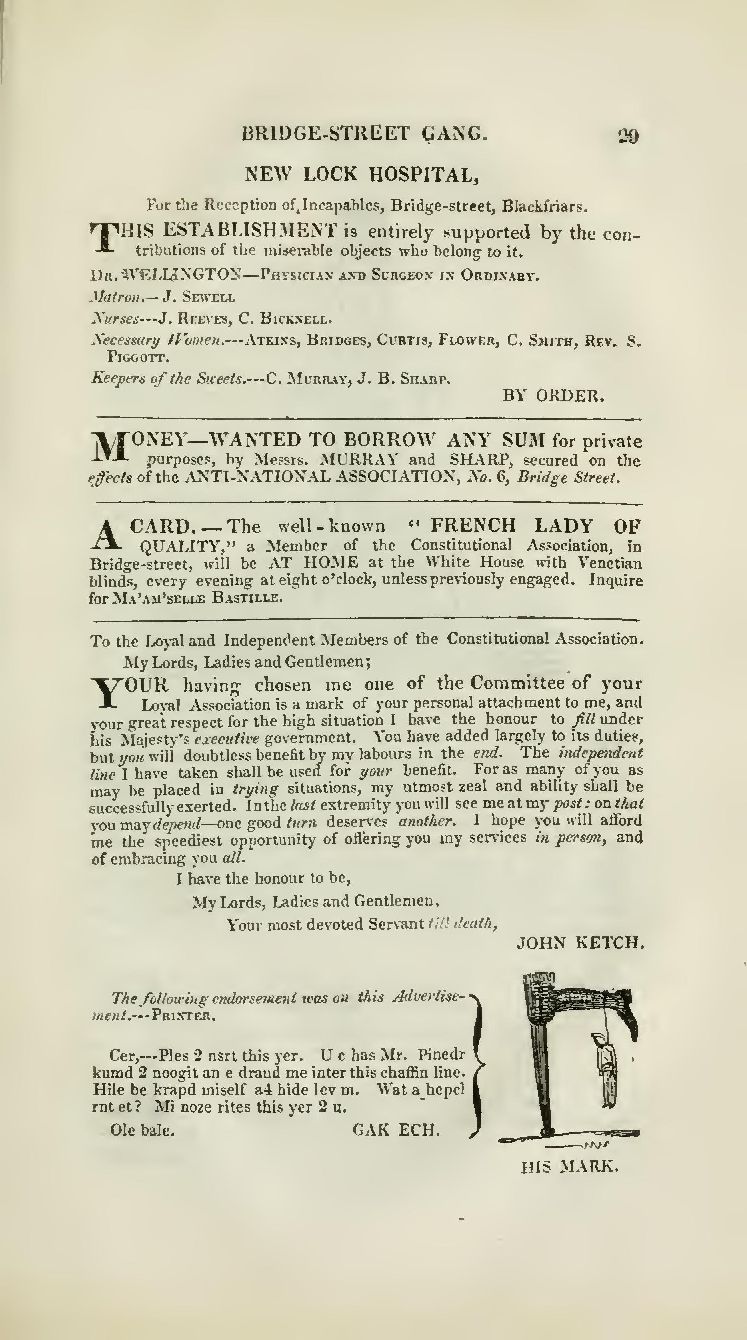 BRIDGE-STREET GANG. 29
NEW LOCK HOSPITAL,
For the Reception of Incapables, Bridge-street, Blackfriars.
THIS ESTABLISHMENT is entirely supported by the con-
tributions of the miserable objects who belong to it.
DR. WELLINGTON—PHYSICIAN AND SURGEON IN ORDINARY.
Matron.—J. SEWELL
Nurses---J. REEVES, C. BICKNELL.
Necessary Women.---ATKINS, BRIDGES, CURTIS, FLOWER, C. SMITH, REV. S.
PIGGOTT.
Keepers of the Sweets.---C. MURRAY, J. B. SHARP.
BY ORDER.
MONEY—WANTED TO BORROW ANY SUM for private
purposes, by Messrs. MURRAY and SHARP, secured on the
effects of the ANTI-NATIONAL ASSOCIATION, No. 6, Bridge Street.
A CARD.—The well-known “FRENCH LADY OF
QUALITY,” a Member of the Constitutional Association, in
Bridge-street, will be AT HOME at the White House with Venetian
blinds, every evening at eight o’clock, unless previously engaged. Inquire
for MA’AM’SELLE BASTILLE.
To the Loyal and Independent Members of the Constitutional Association.
My Lords, Ladies and Gentlemen;
YOUR having chosen me one of the Committee of your
Loyal Association is a mark of your personal attachment to me, and
your great respect for the high situation I have the honour to fill under
his Majesty’s executive government. You have added largely to its duties,
but you will doubtless benefit by my labours in the end. The independent
line I have taken shall be used for your benefit. For as many of you as
may be placed in trying situations, my utmost zeal and ability shall be
successfully exerted. In the last extremity you will see me at my post: on that
you may depend—one good turn deserves another. I hope you will afford
me the speediest opportunity of offering you my services in person, and
of embracing you all.
I have the honour to be,
My Lords, Ladies and Gentlemen,
Your most devoted Servant till death,
JOHN KETCH.
The following endorsement was on this Advertise-
ment.---PRINTER.
Cer,---Ples 2 nsrt this yer. U c has Mr. Pinedr
kumd 2 noogit an e draud me inter this chaffin line.
Hile be krapd miself a4 hide lev m. Wat a hepel
rnt et? Mi noze rites this yer 2 u.
Ole bale. GAK ECH.
HIS MARK.